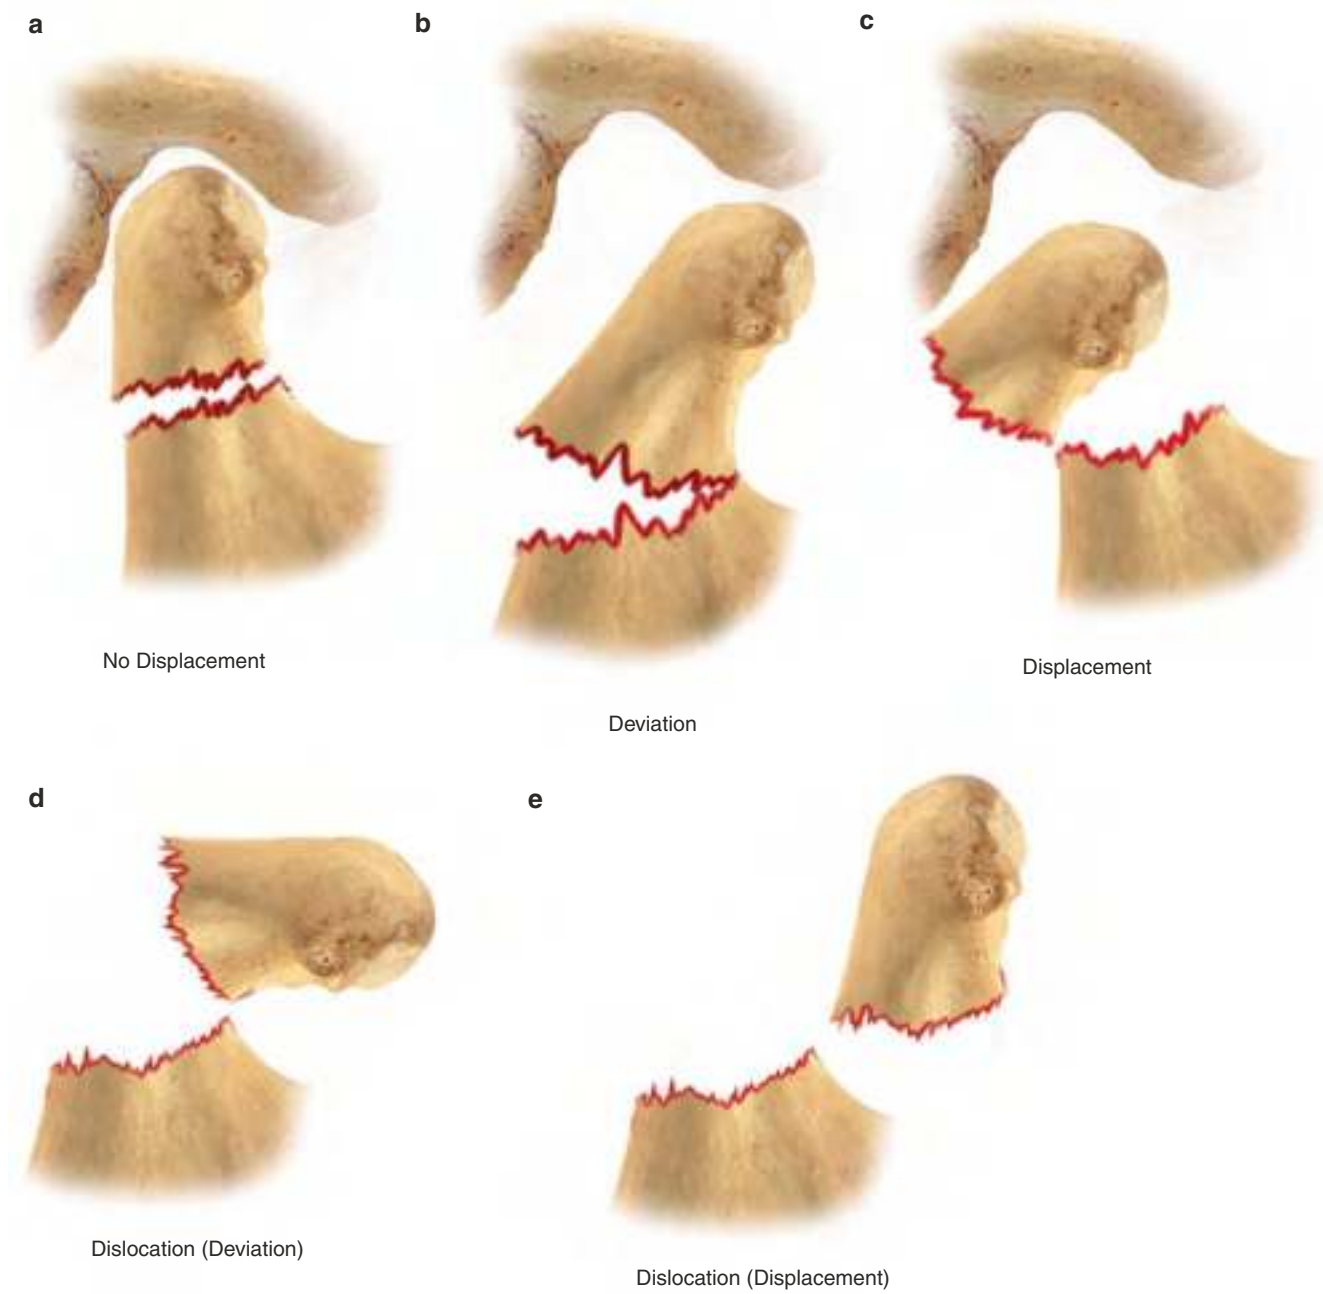 a
b
c
No Displacement
Displacement
Deviation
d
e
Dislocation (Deviation)
Dislocation (Displacement)